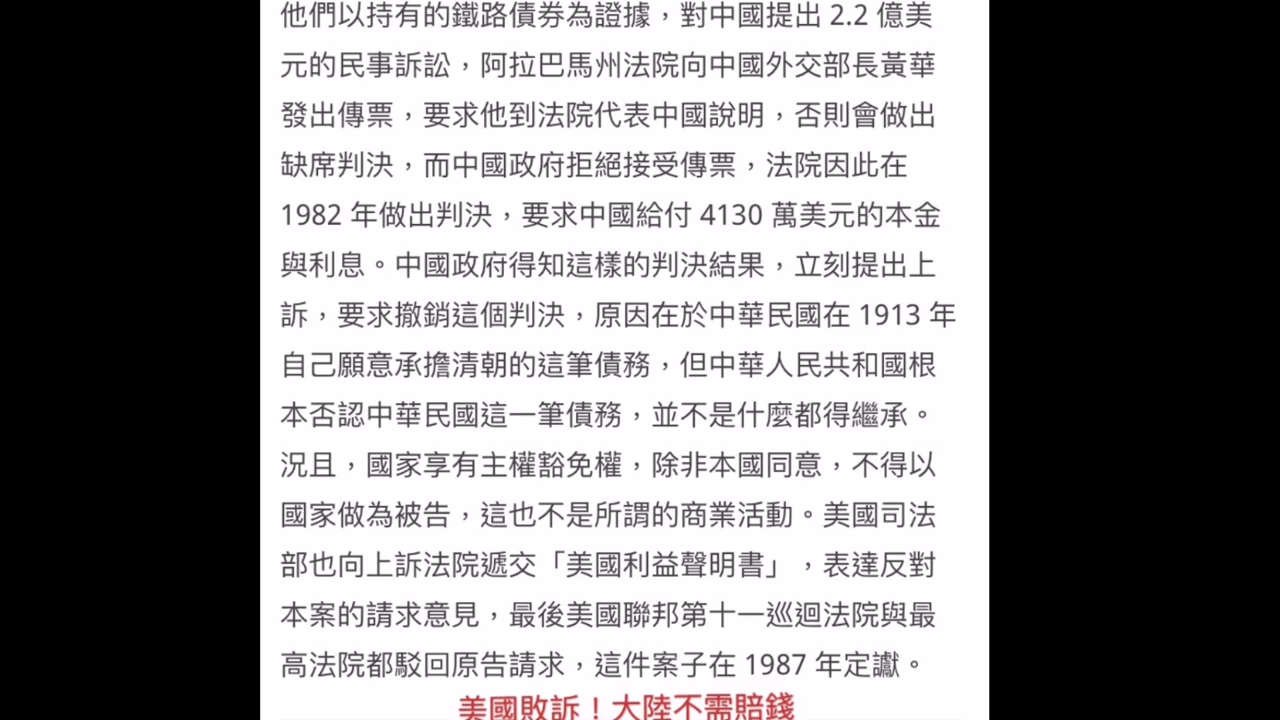 他們以持有的鐵路債券為證據，對中國提出 2.2 億美
元的民事訴訟，阿拉巴馬州法院向中國外交部長黃華
發出傳票，要求他到法院代表中國說明，否則會做出
缺席判決，而中國政府拒絕接受傳票，法院因此在
1982 年做出判決，要求中國給付 4130 萬美元的本金
與利息。中國政府得知這樣的判決結果，立刻提出上
訴，要求撤銷這個判決，原因在於中華民國在 1913 年
自己願意承擔清朝的這筆債務，但中華人民共和國根
本否認中華民國這一筆債務，並不是什麼都得繼承。
況且，國家享有主權豁免權，除非本國同意，不得以
國家做為被告，這也不是所謂的商業活動。美國司法
部也向上訴法院遞交「美國利益聲明書」，表達反對
本案的請求意見，最後美國聯邦第十一巡迴法院與最
高法院都駁回原告請求，這件案子在 1987 年定讞。
美國敗訴！大陸不需賠錢